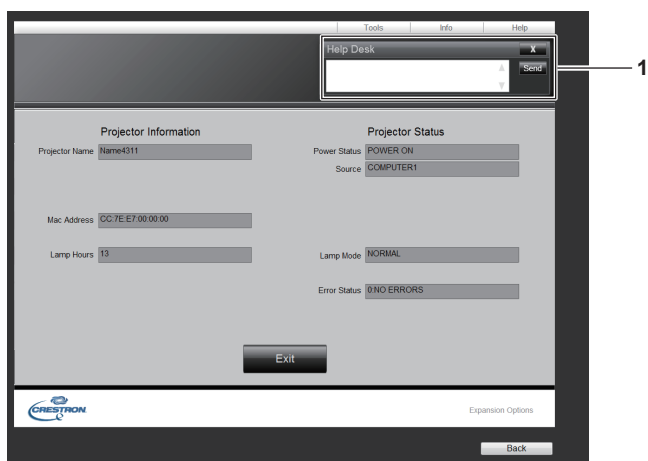 Tools Info Help
Help Desk X
Send
1
Projector Information Projector Status
Projector Name Name4311 Power Status POWER ON
Source COMPUTER1
Mac Address CC:7E:E7:00:00:00
Lamp Hours 13 Lamp Mode NORMAL
Error Status 0:NO ERRORS
Exit
CRESTRON
Expansion Options
Back